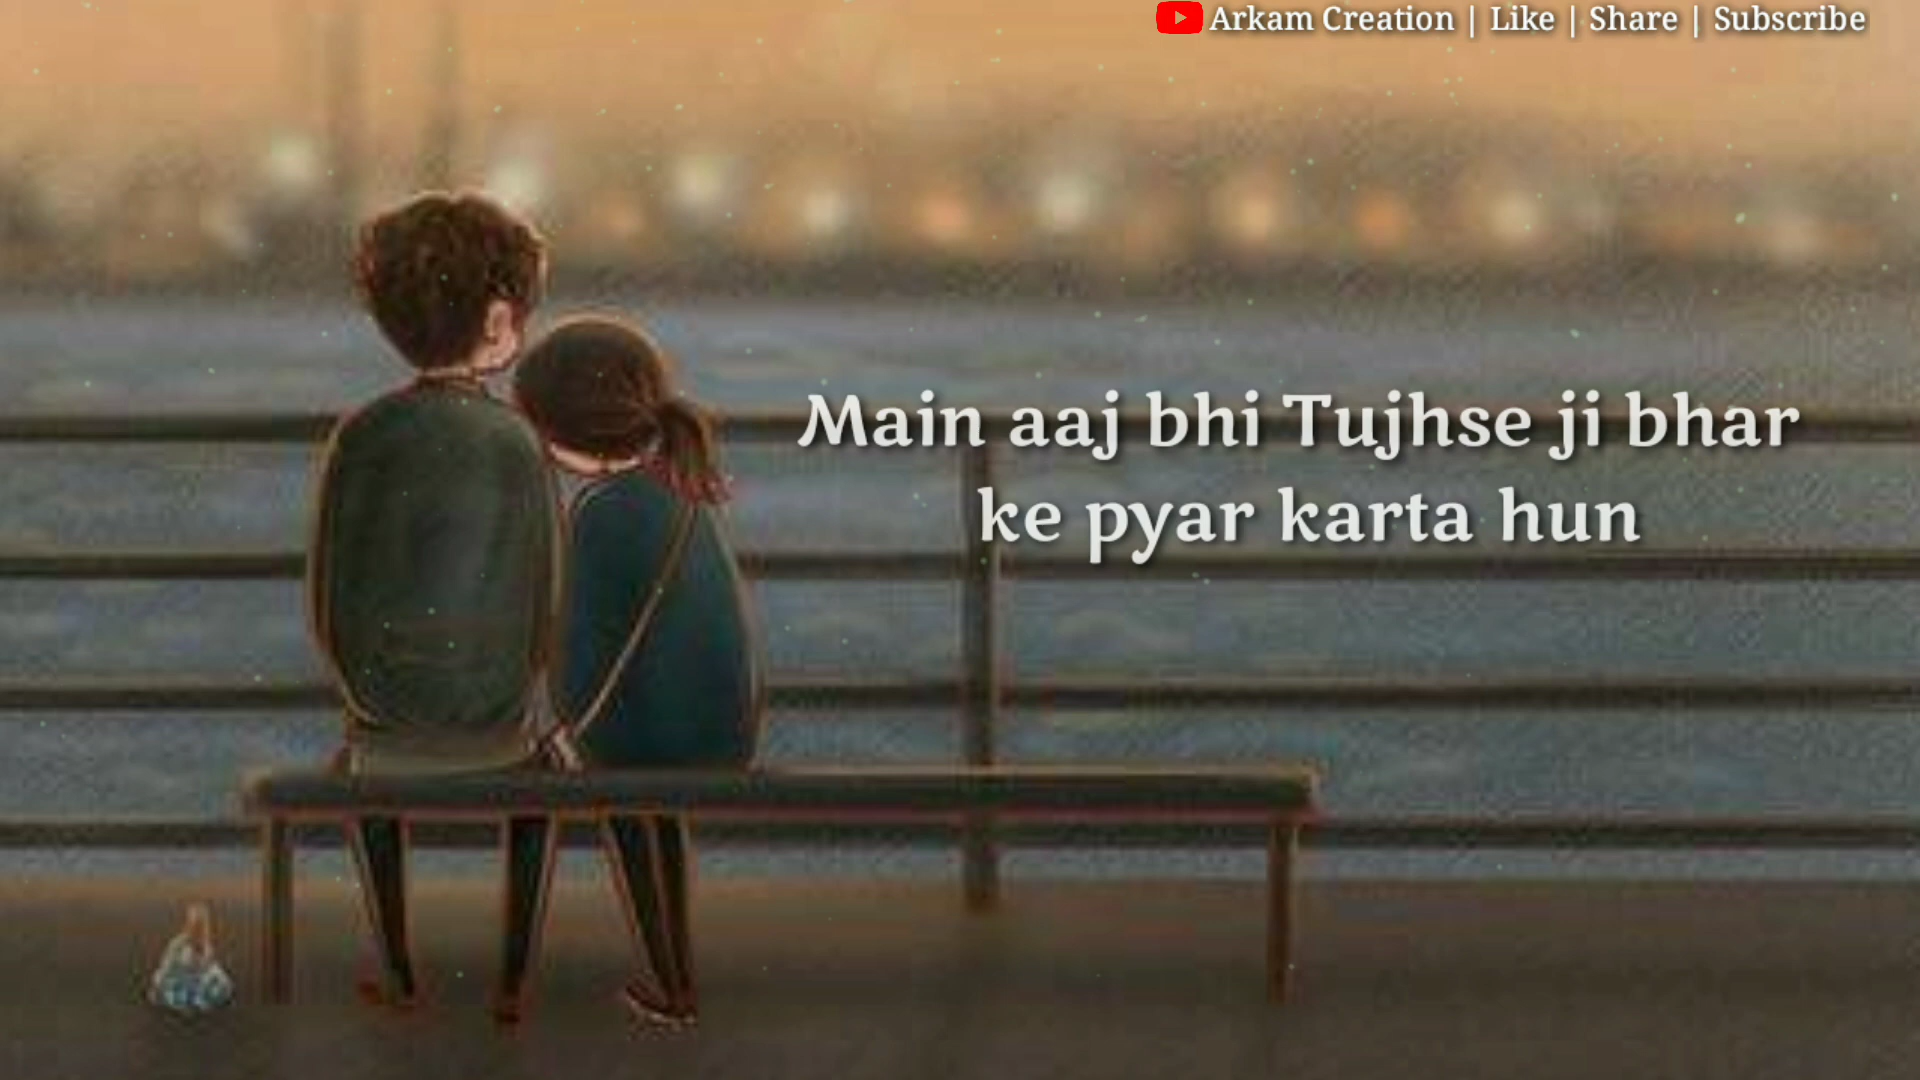 Arkam Creation | Like | Share | Subscribe
Main aaj bhi Tujhse ji bhar
ke pyar karta hun